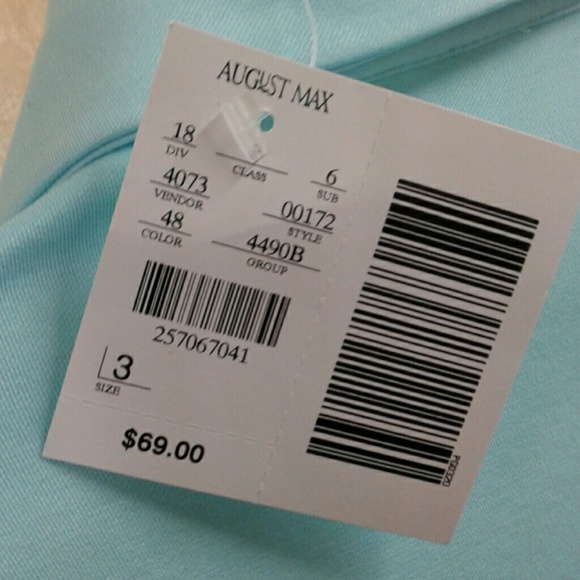 AUGUST MAX
18
DIV
CLASS
6
SUB
4073
VENDOR
00172
STYLE
48
COLOR
4490B
GROUP
257067041
3
SIZE
$69.00